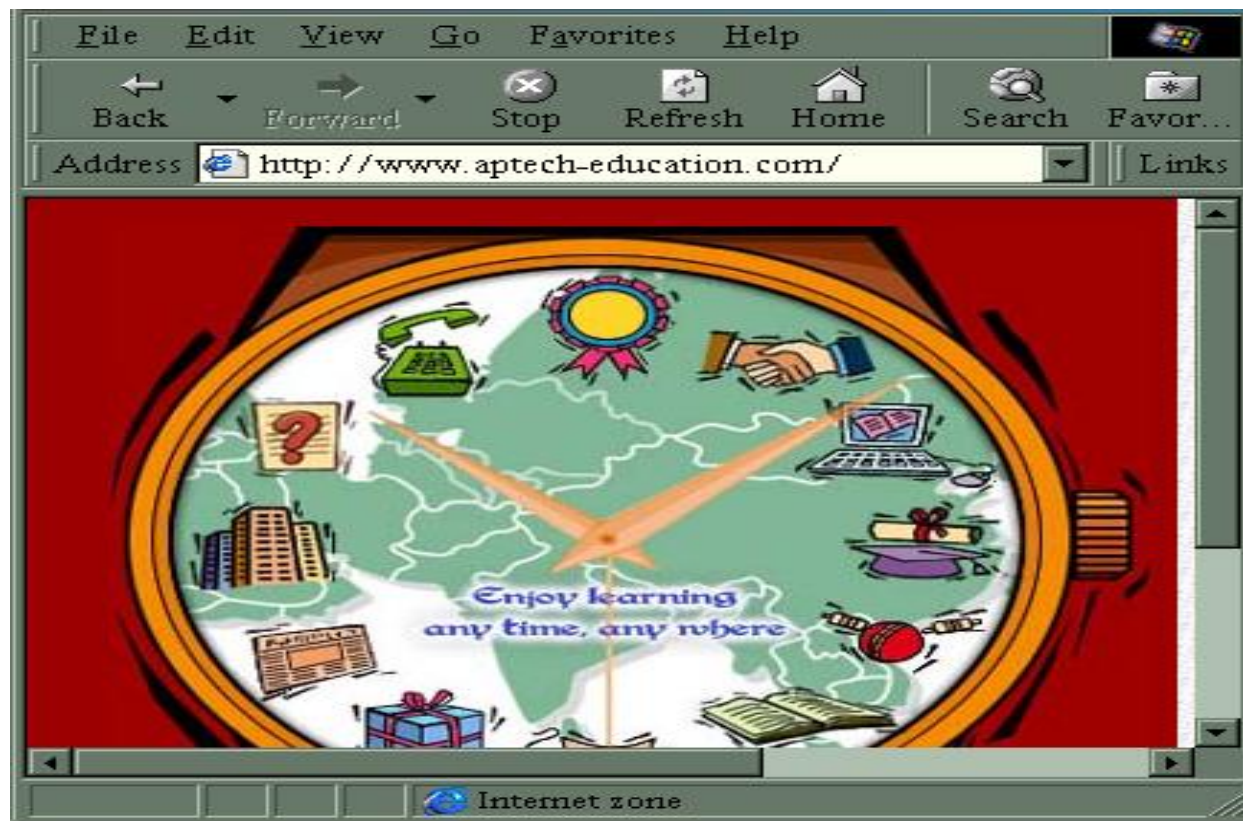 File Edit View Go Favorites Help
Back Forward Stop Refresh Home Search Favor...
Address http://www.aptech-education.com/ Links
?
Enjoy learning
any time, any where
Internet zone